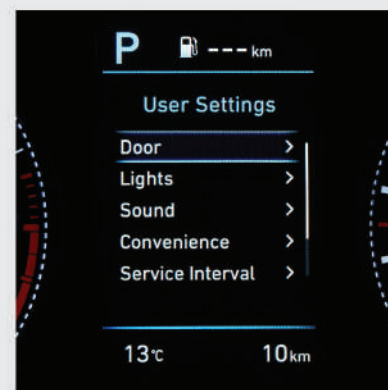 P --- km
User Settings
Door >
Lights >
Sound >
Convenience >
Service Interval >
13°C 10km